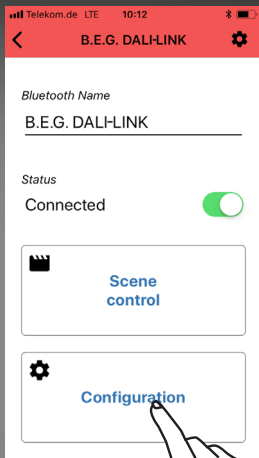 Telekom.de LTE 10:12
B.E.G. DALI-LINK
Bluetooth Name
B.E.G. DALI-LINK
Status
Connected
Scene
control
Configuration